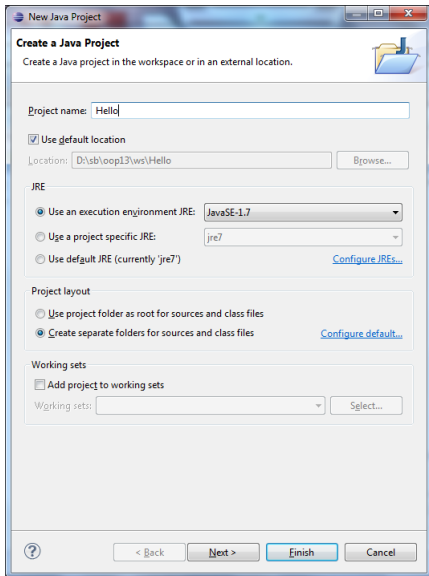 New Java Project
Create a Java Project
Create a Java project in the workspace or in an external location.
Project name: Hello
Use default location
Location: D:\sb\oop13\ws\Hello Browse...
JRE
Use an execution environment JRE: JavaSE-1.7
Use a project specific JRE: jre7
Use default JRE (currently 'jre7') Configure JREs...
Project layout
Use project folder as root for sources and class files
Create separate folders for sources and class files Configure default...
Working sets
Add project to working sets
Working sets: Select...
? < Back Next > Finish Cancel